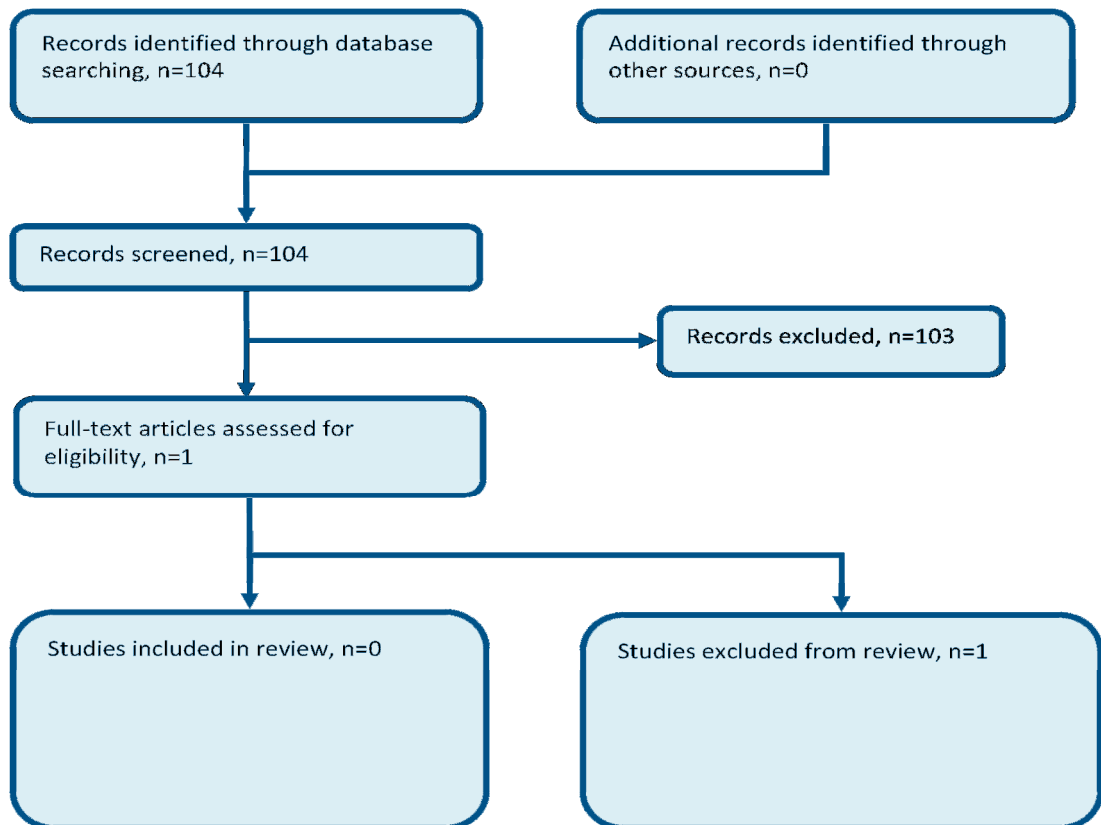 Records identified through database
searching, n=104
Additional records identified through
other sources, n=0
Records screened, n=104
Records excluded, n=103
Full-text articles assessed for
eligibility, n=1
Studies included in review, n=0
Studies excluded from review, n=1